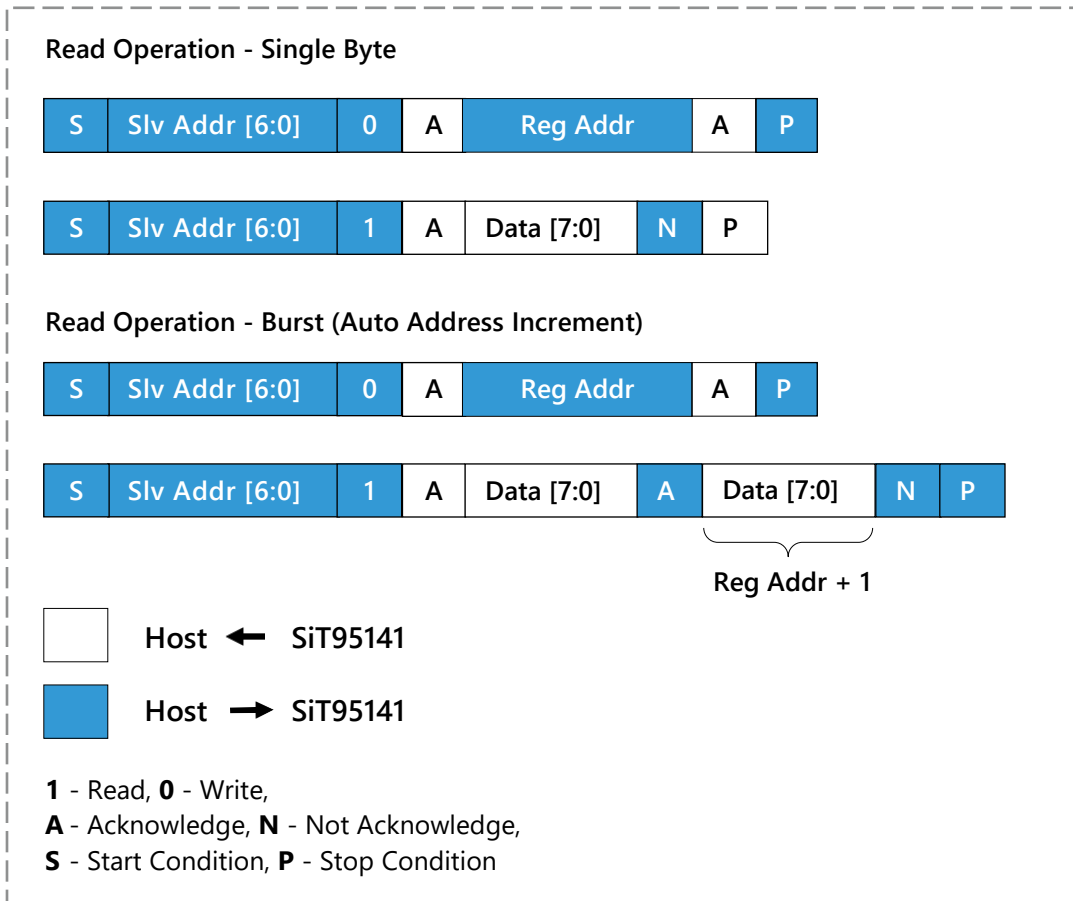 Read Operation - Single Byte
S Slv Addr [6:0] 0 A Reg Addr A P
S Slv Addr [6:0] 1 A Data [7:0] N P
Read Operation - Burst (Auto Address Increment)
S Slv Addr [6:0] 0 A Reg Addr A P
S Slv Addr [6:0] 1 A Data [7:0] A Data [7:0] N P
Reg Addr + 1
Host ← SiT95141
Host → SiT95141
1 - Read, 0 - Write,
A - Acknowledge, N - Not Acknowledge,
S - Start Condition, P - Stop Condition